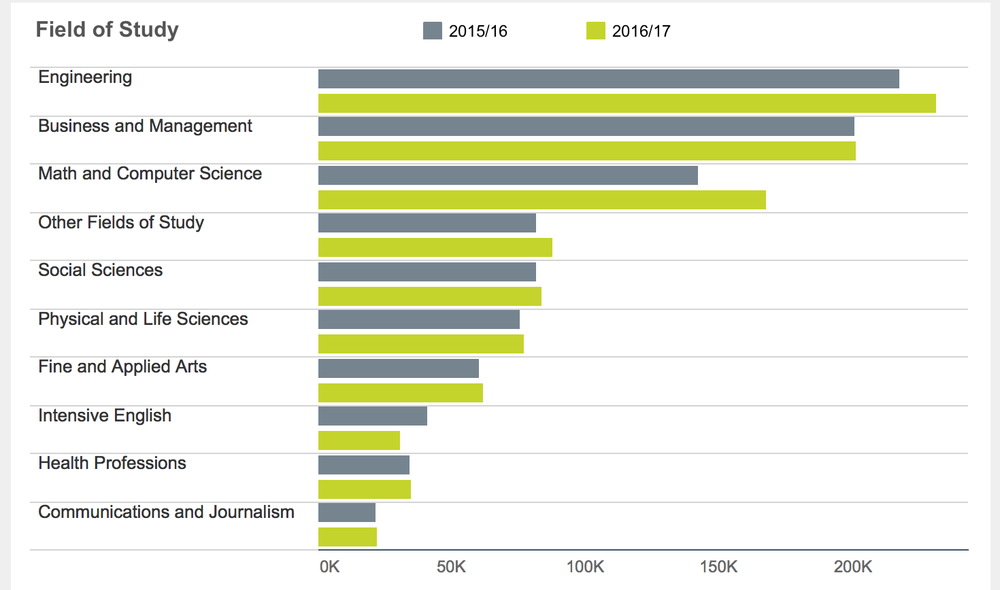 Field of Study
2015/16
2016/17
Engineering
Business and Management
Math and Computer Science
Other Fields of Study
Social Sciences
Physical and Life Sciences
Fine and Applied Arts
Intensive English
Health Professions
Communications and Journalism
0K 50K 100K 150K 200K